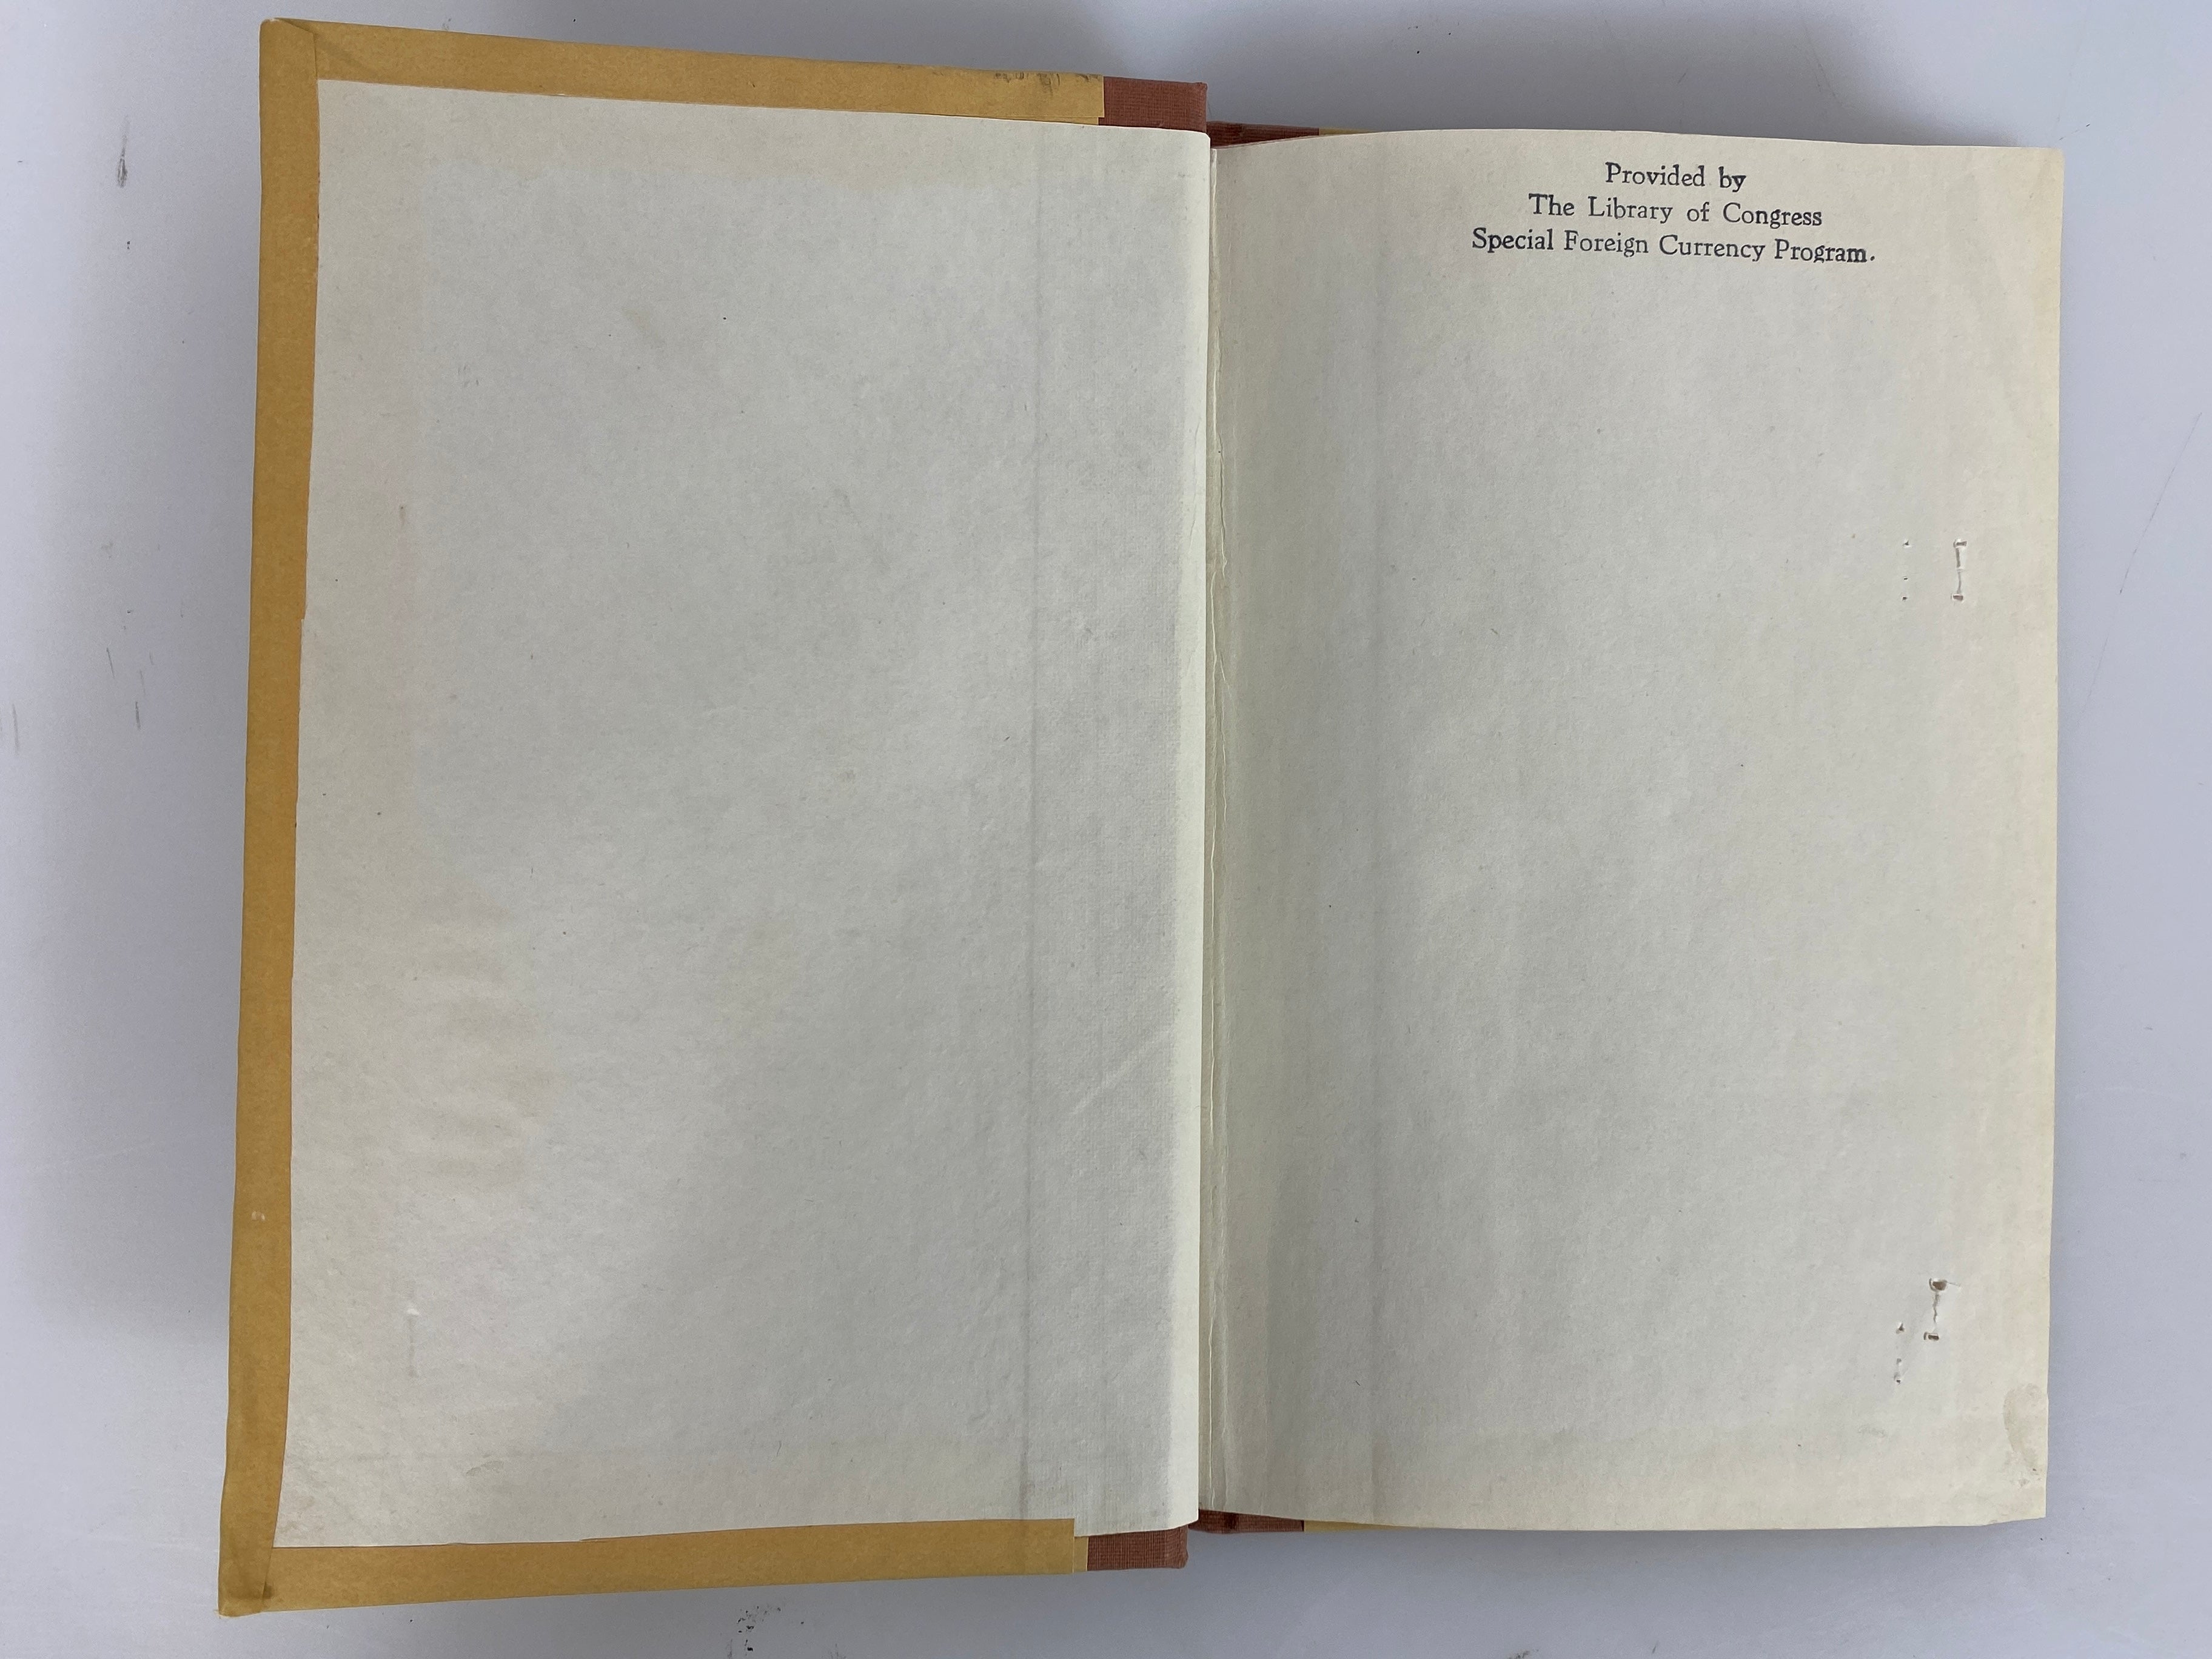 Provided by
The Library of Congress
Special Foreign Currency Program.